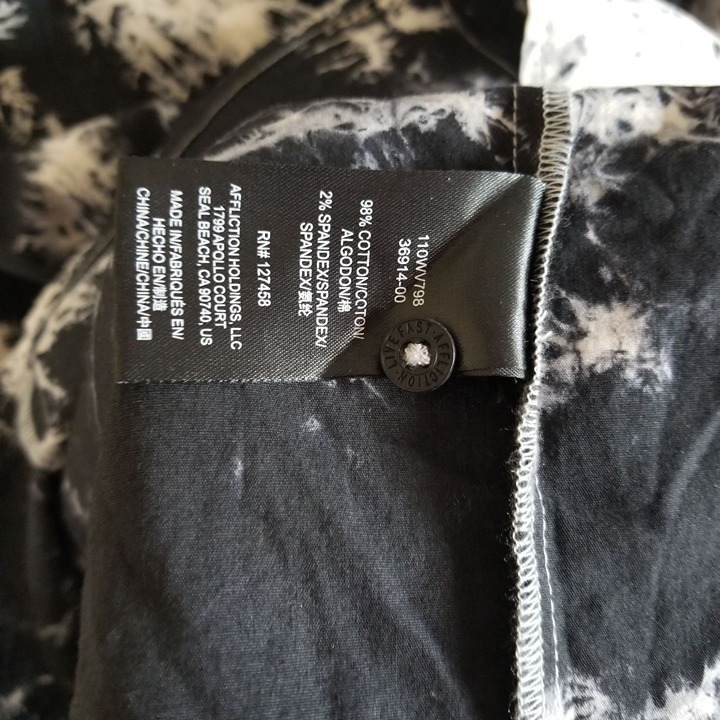 110WV798
36914-00
98% COTTON/COTON/
ALGODON/棉
2% SPANDEX/SPANDEX/
SPANDEX/氨纶
RN# 127458
AFFLICTION HOLDINGS, LLC
1799 APOLLO COURT
SEAL BEACH, CA 90740, US
MADE IN/FABRIQUÉS EN/
HECHO EN/制造
CHINA/CHINE/CHINA/中國
LIVE FAST · AFFLICTION ·